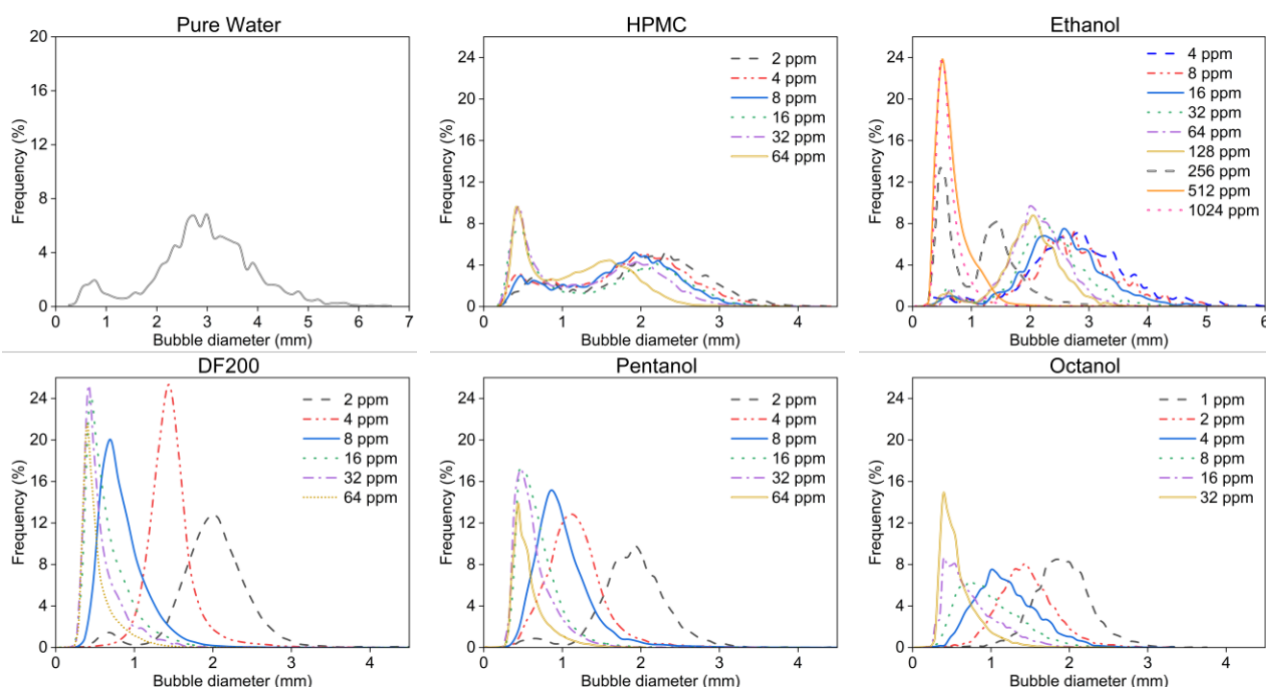 Pure Water
20
16
12
8
4
0
Frequency (%)
0 1 2 3 4 5 6 7
Bubble diameter (mm)
HPMC
24
20
16
12
8
4
0
Frequency (%)
2 ppm
4 ppm
8 ppm
16 ppm
32 ppm
64 ppm
0 1 2 3 4
Bubble diameter (mm)
Ethanol
24
20
16
12
8
4
0
Frequency (%)
4 ppm
8 ppm
16 ppm
32 ppm
64 ppm
128 ppm
256 ppm
512 ppm
1024 ppm
0 1 2 3 4 5 6
Bubble diameter (mm)
DF200
24
20
16
12
8
4
0
Frequency (%)
2 ppm
4 ppm
8 ppm
16 ppm
32 ppm
64 ppm
0 1 2 3 4
Bubble diameter (mm)
Pentanol
24
20
16
12
8
4
0
Frequency (%)
2 ppm
4 ppm
8 ppm
16 ppm
32 ppm
64 ppm
0 1 2 3 4
Bubble diameter (mm)
Octanol
24
20
16
12
8
4
0
Frequency (%)
1 ppm
2 ppm
4 ppm
8 ppm
16 ppm
32 ppm
0 1 2 3 4
Bubble diameter (mm)